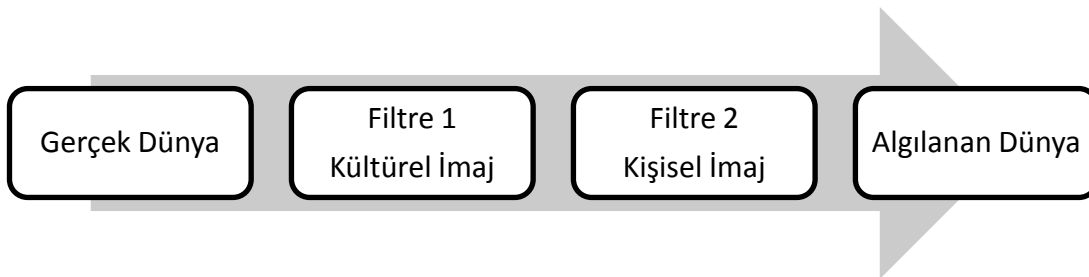 Gerçek Dünya
Filtre 1
Kültürel İmaj
Filtre 2
Kişisel İmaj
Algılanan Dünya